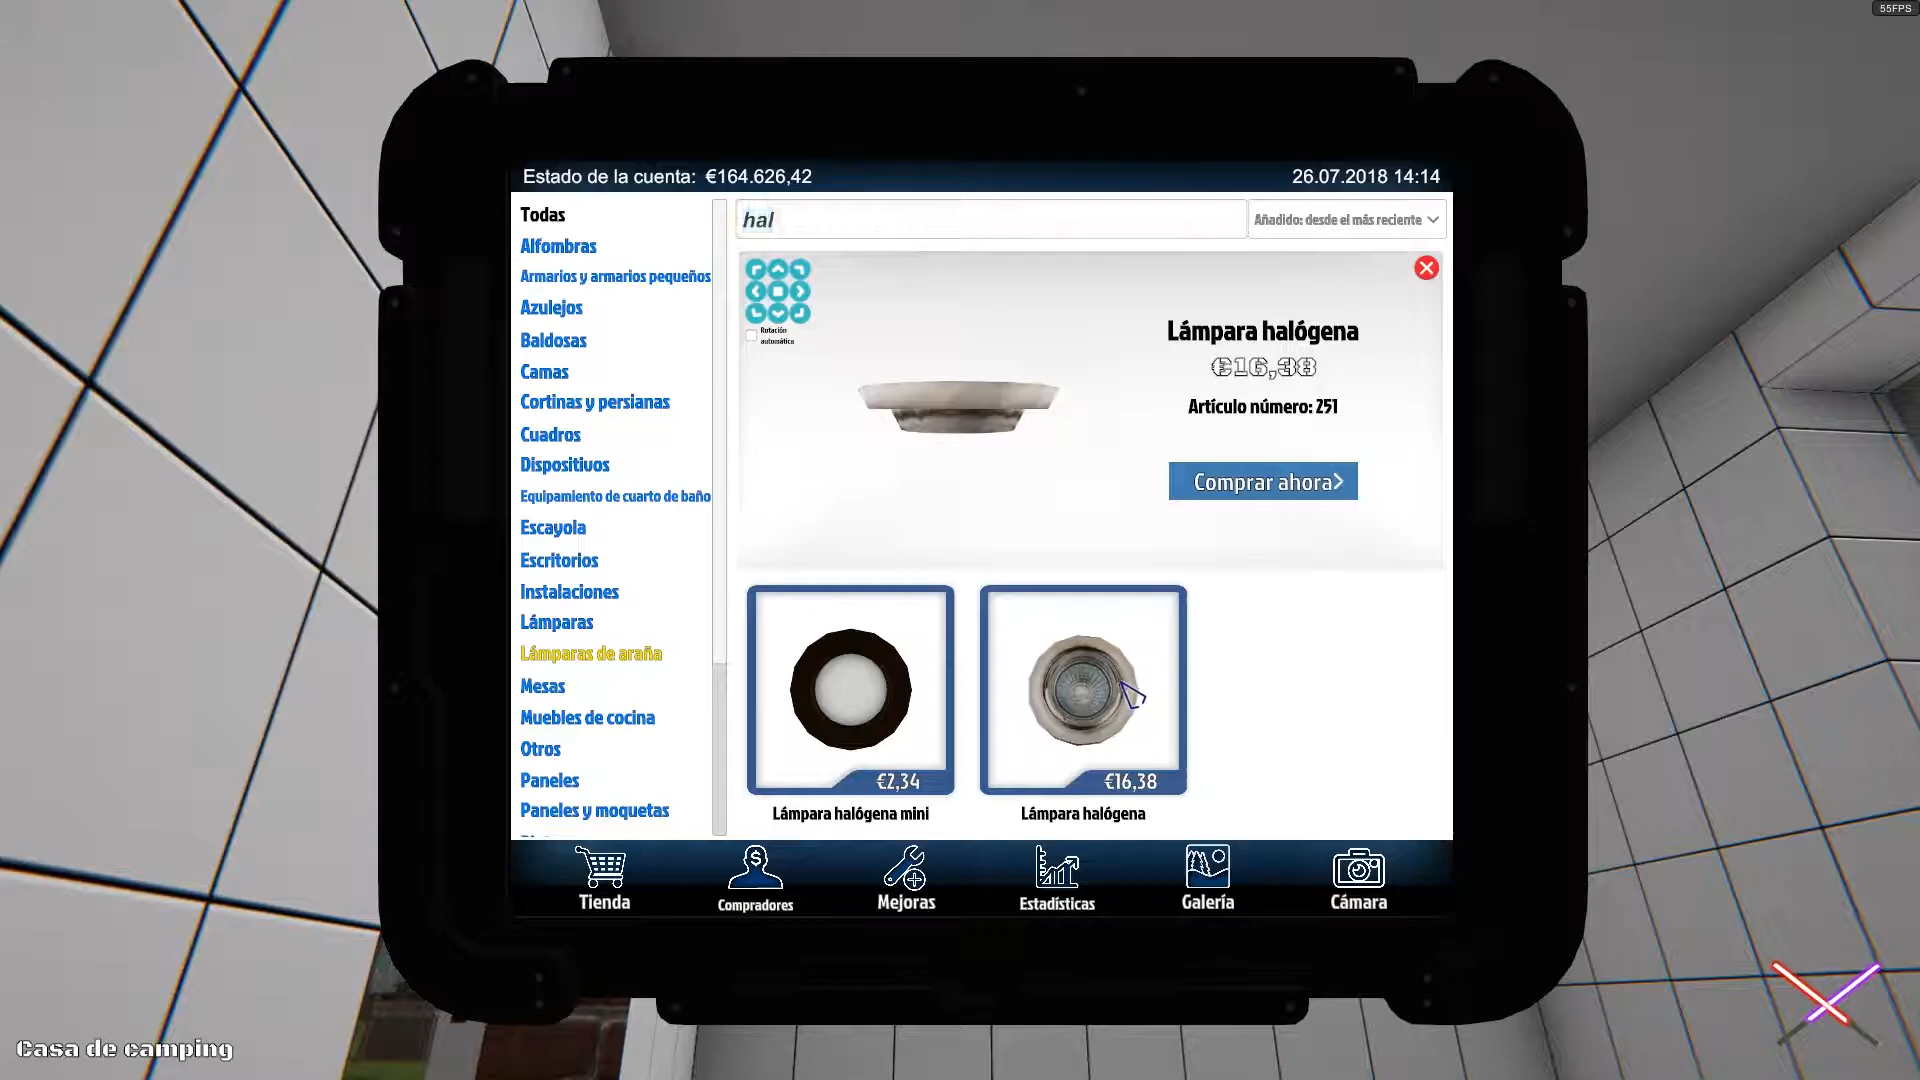 55FPS
Estado de la cuenta: €164.626,42
26.07.2018 14:14
Todas
Alfombras
Armarios y armarios pequeños
Azulejos
Baldosas
Camas
Cortinas y persianas
Cuadros
Dispositivos
Equipamiento de cuarto de baño
Escayola
Escritorios
Instalaciones
Lámparas
Lámparas de araña
Mesas
Muebles de cocina
Otros
Paneles
Paneles y moquetas
hal
Añadido: desde el más reciente
Rotación
automática
Lámpara halógena
€16,38
Artículo número: 251
Comprar ahora
€2,34
Lámpara halógena mini
€16,38
Lámpara halógena
Tienda
Compradores
Mejoras
Estadísticas
Galería
Cámara
Casa de camping